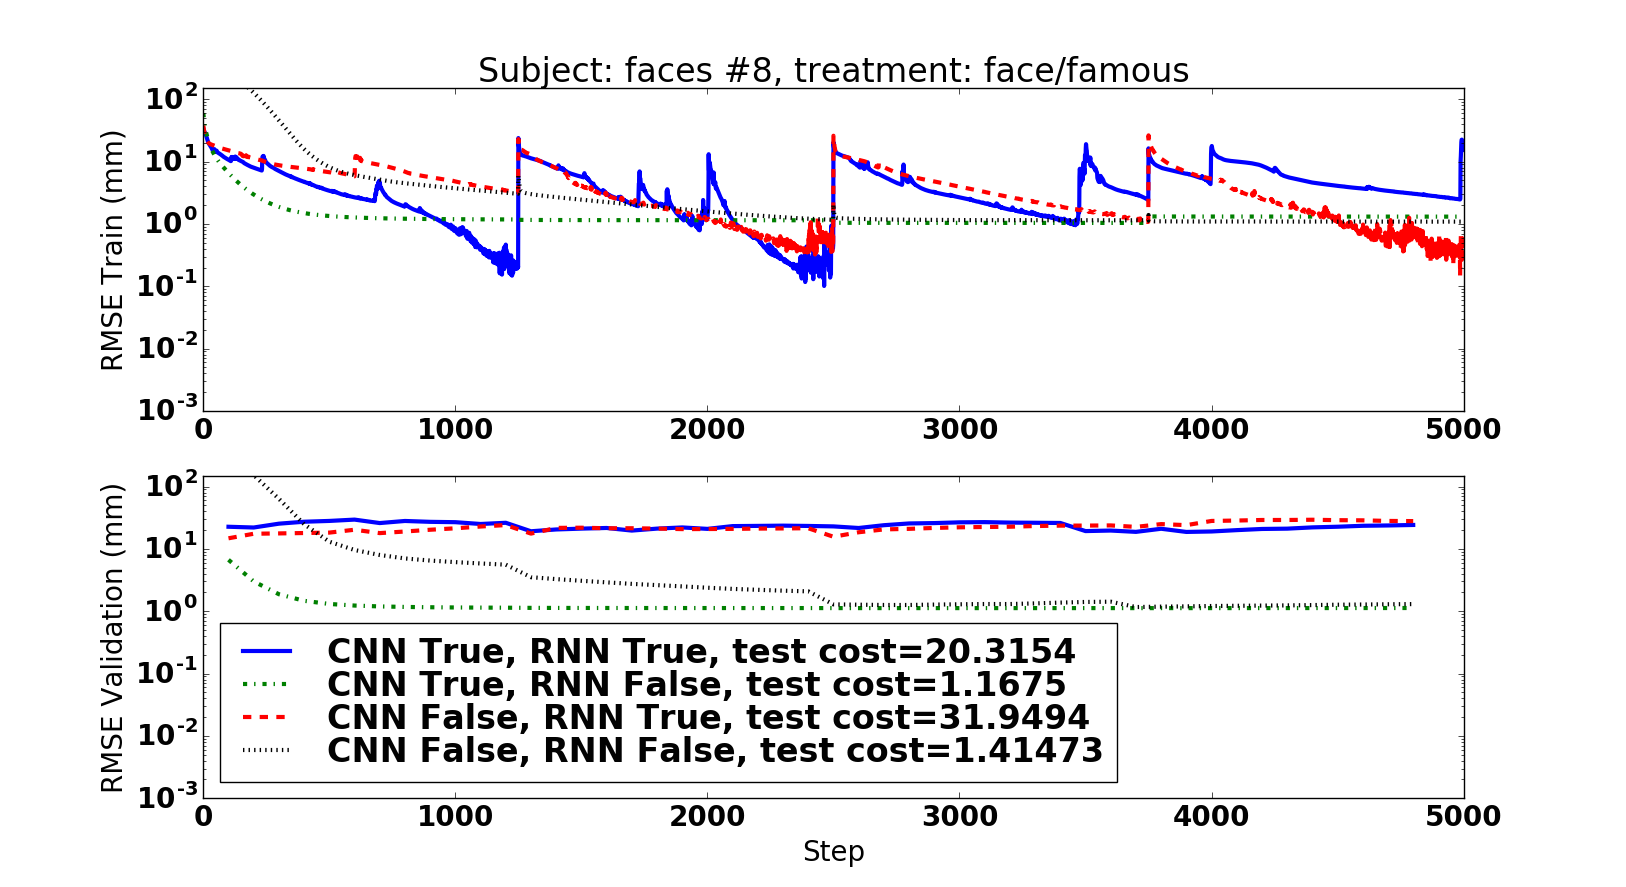 Subject: faces #8, treatment: face/famous
RMSE Train (mm)
10^2
10^1
10^0
10^-1
10^-2
10^-3
0 1000 2000 3000 4000 5000
RMSE Validation (mm)
10^2
10^1
10^0
10^-1
10^-2
10^-3
CNN True, RNN True, test cost=20.3154
CNN True, RNN False, test cost=1.1675
CNN False, RNN True, test cost=31.9494
CNN False, RNN False, test cost=1.41473
0 1000 2000 3000 4000 5000
Step